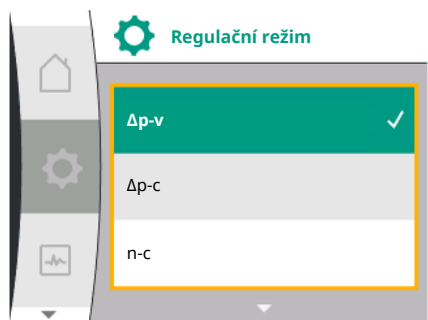 Regulační režim
Δp-v
Δp-c
n-c